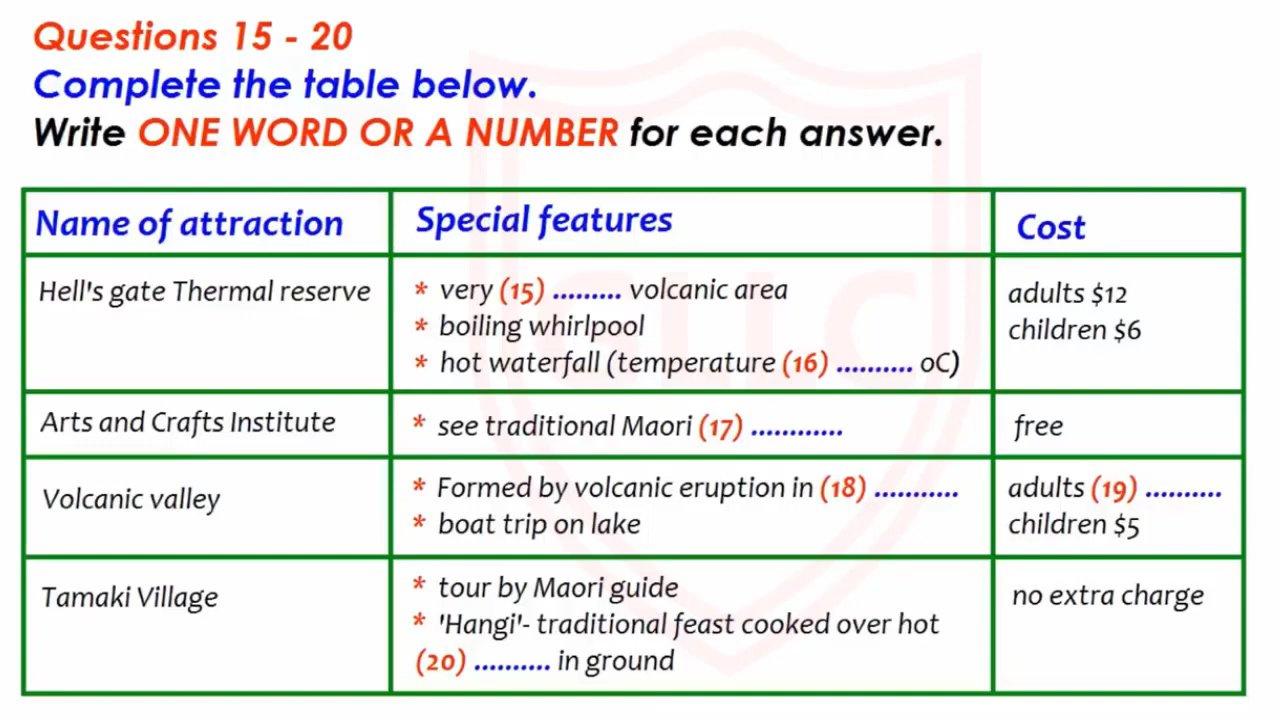 Questions 15 - 20
Complete the table below.
Write ONE WORD OR A NUMBER for each answer.
Name of attraction
Special features
Cost
Hell's gate Thermal reserve
* very (15) ......... volcanic area
* boiling whirlpool
* hot waterfall (temperature (16) .......... oC)
adults $12
children $6
Arts and Crafts Institute
* see traditional Maori (17) ............
free
Volcanic valley
* Formed by volcanic eruption in (18) ...........
* boat trip on lake
adults (19) ..........
children $5
Tamaki Village
* tour by Maori guide
* 'Hangi'- traditional feast cooked over hot
(20) .......... in ground
no extra charge